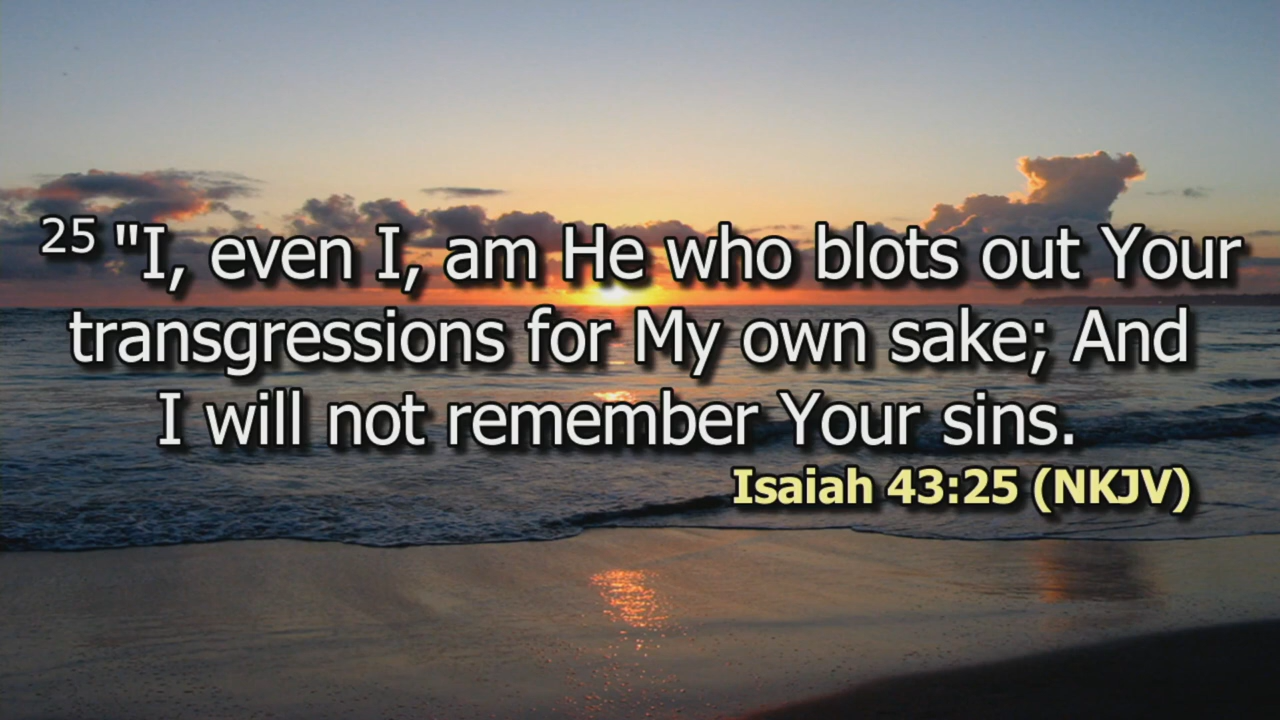 25 "I, even I, am He who blots out Your
transgressions for My own sake; And
I will not remember Your sins.
Isaiah 43:25 (NKJV)